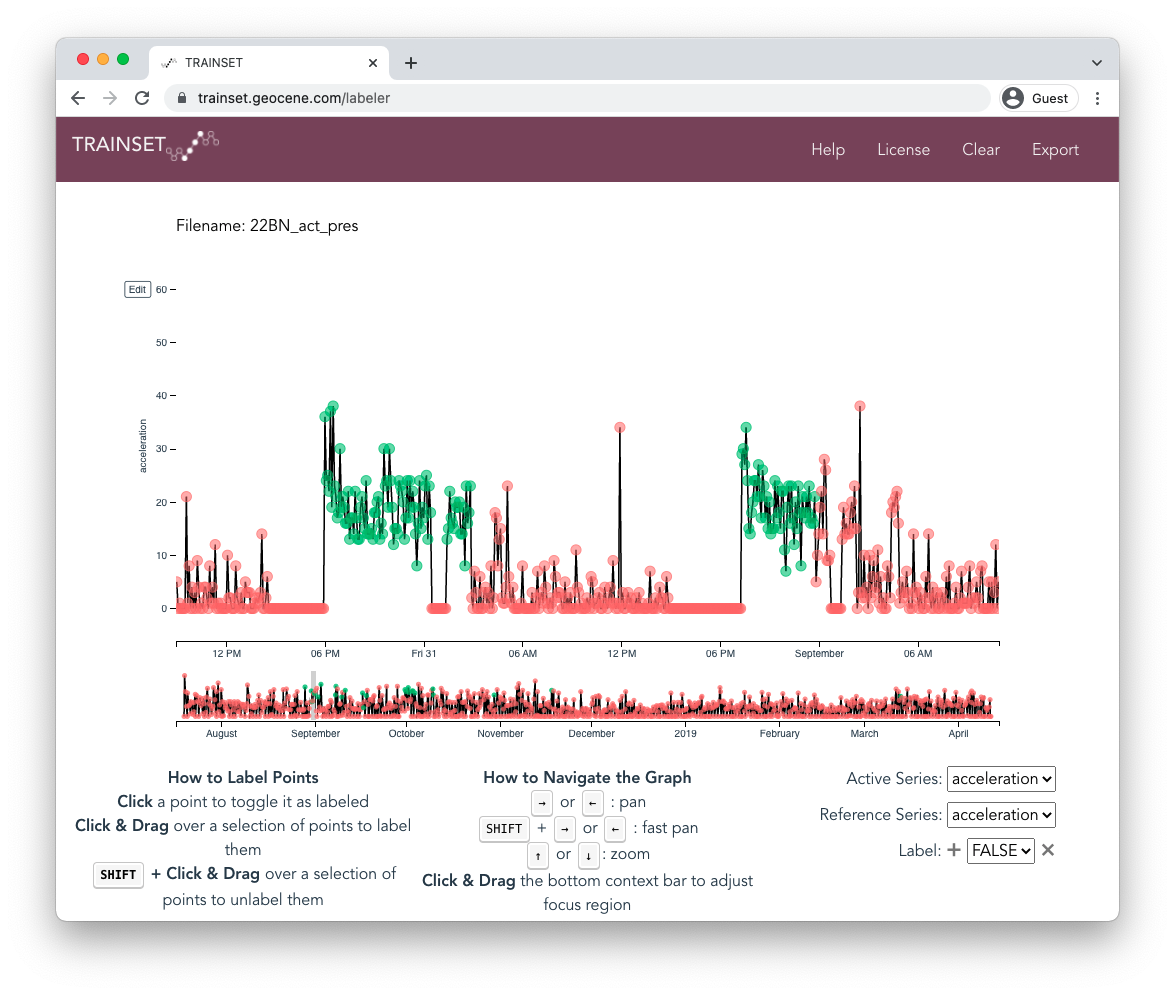 TRAINSET
trainset.geocene.com/labeler
Guest
TRAINSET
Help License Clear Export
Filename: 22BN_act_pres
Edit
60
50
40
30
20
10
0
acceleration
12 PM 06 PM Fri 31 06 AM 12 PM 06 PM September 06 AM
August September October November December 2019 February March April
How to Label Points
Click a point to toggle it as labeled
Click & Drag over a selection of points to label
them
SHIFT + Click & Drag over a selection of
points to unlabel them
How to Navigate the Graph
→ or ← : pan
SHIFT + → or ← : fast pan
↑ or ↓ : zoom
Click & Drag the bottom context bar to adjust
focus region
Active Series: acceleration
Reference Series: acceleration
Label: + FALSE ×